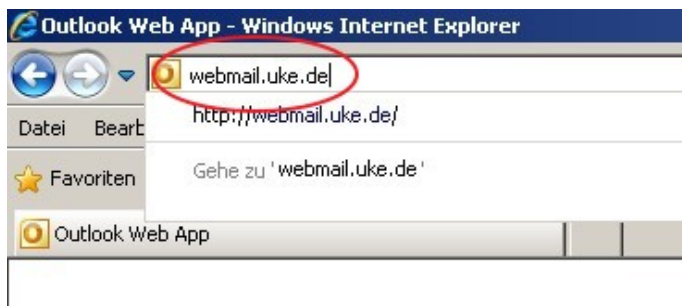 Outlook Web App - Windows Internet Explorer
webmail.uke.de
http://webmail.uke.de/
Datei Bearb
Gehe zu 'webmail.uke.de'
Favoriten
Outlook Web App